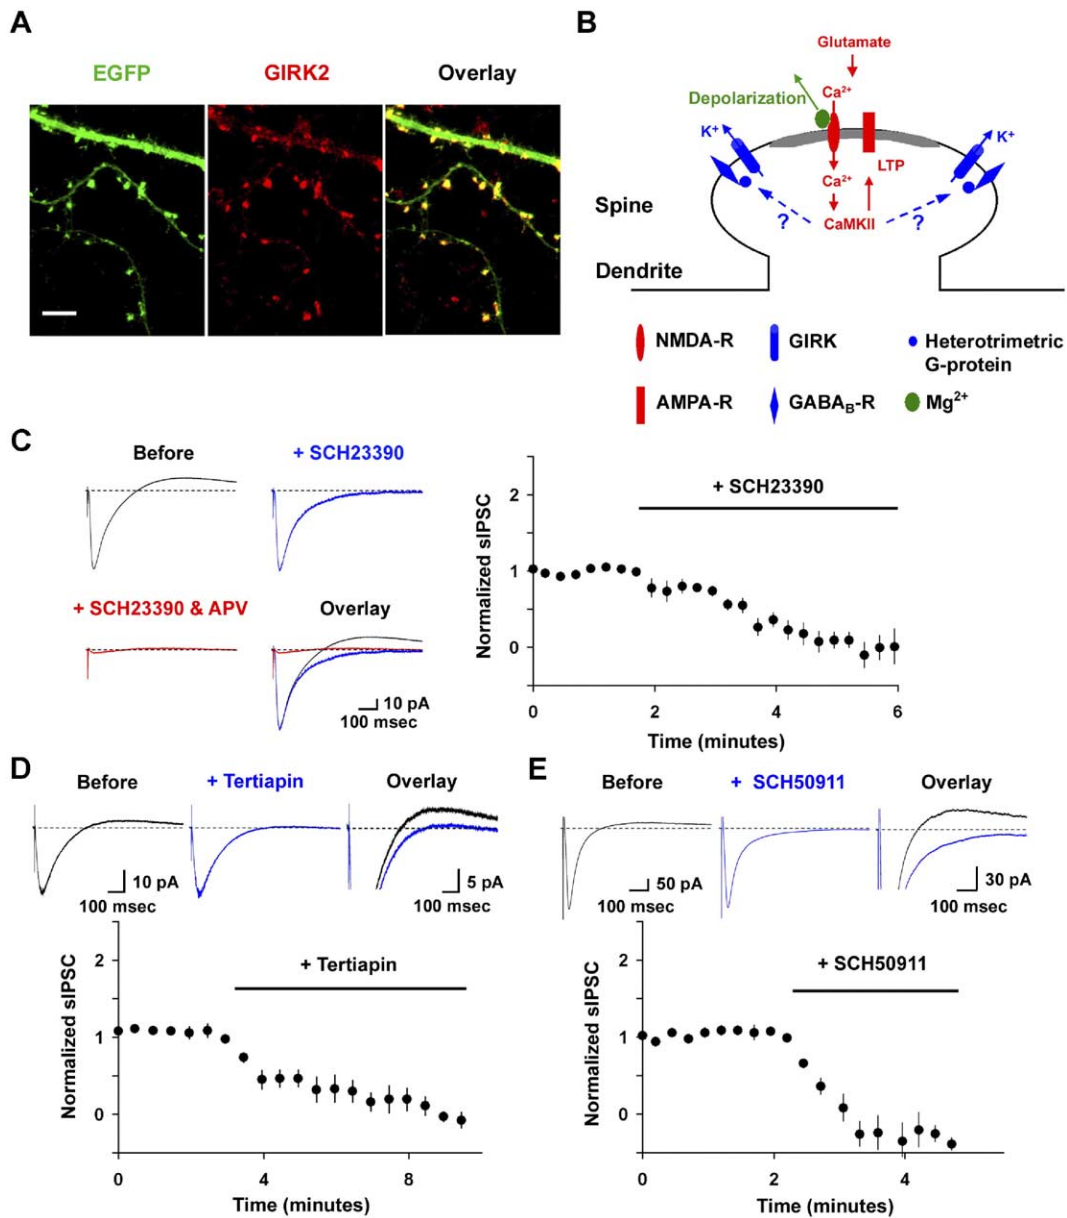 A
EGFP
GIRK2
Overlay
B
Glutamate
Ca²⁺
Depolarization
K⁺
K⁺
LTP
Ca²⁺
Spine
CaMKII
?
?
Dendrite
NMDA-R
GIRK
Heterotrimetric
G-protein
AMPA-R
GABA_B-R
Mg²⁺
C
Before
+ SCH23390
+ SCH23390 & APV
Overlay
10 pA
100 msec
+ SCH23390
Normalized sIPSC
2
1
0
0 2 4 6
Time (minutes)
D
Before
+ Tertiapin
Overlay
10 pA
100 msec
5 pA
100 msec
+ Tertiapin
Normalized sIPSC
2
1
0
0 4 8
Time (minutes)
E
Before
+ SCH50911
Overlay
50 pA
100 msec
30 pA
100 msec
+ SCH50911
Normalized sIPSC
2
1
0
0 2 4
Time (minutes)